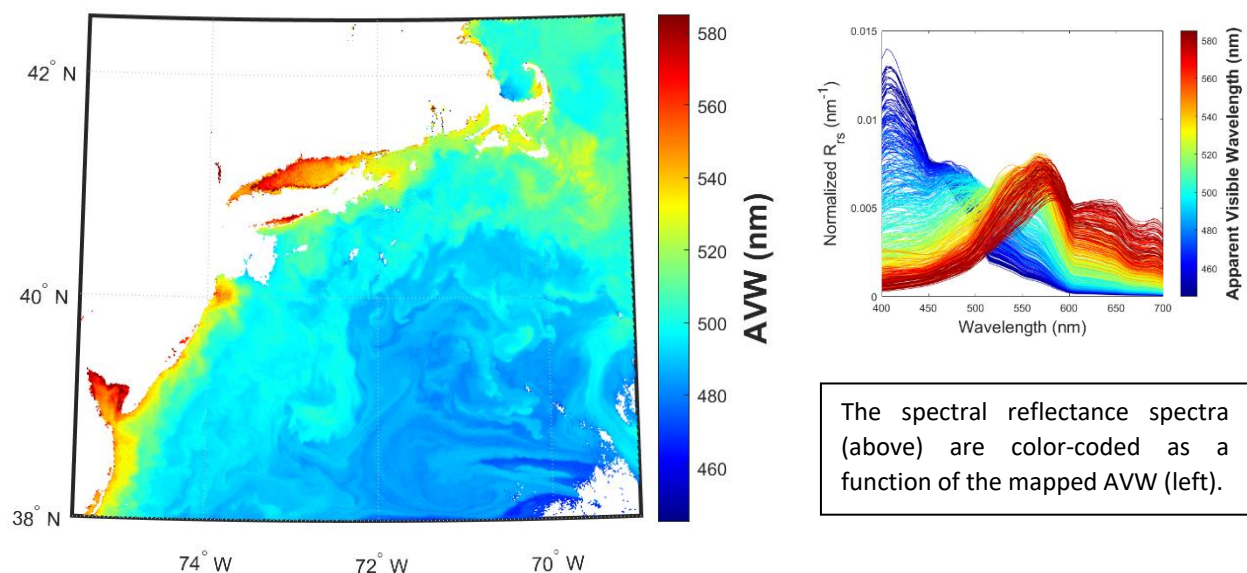 42° N
40° N
38° N
74° W
72° W
70° W
580
560
540
520
500
480
460
AVW (nm)
0.015
0.01
0.005
0
Normalized R_rs (nm^-1)
400
450
500
550
600
650
700
Wavelength (nm)
580
560
540
520
500
480
460
Apparent Visible Wavelength (nm)
The spectral reflectance spectra
(above) are color-coded as a
function of the mapped AVW (left).